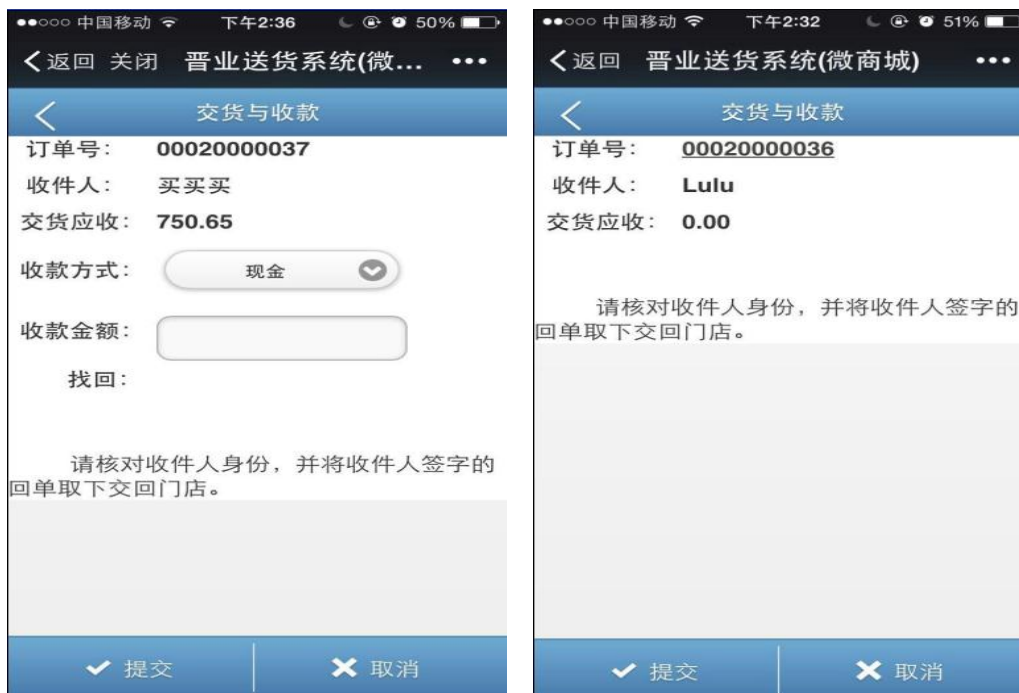 中国移动 下午2:36 50%
返回 关闭 晋业送货系统(微... •••
交货与收款
订单号: 00020000037
收件人: 买买买
交货应收: 750.65
收款方式: 现金
收款金额:
找回:
请核对收件人身份，并将收件人签字的
回单取下交回门店。
提交 取消
中国移动 下午2:32 51%
返回 晋业送货系统(微商城) •••
交货与收款
订单号: 00020000036
收件人: Lulu
交货应收: 0.00
请核对收件人身份，并将收件人签字的
回单取下交回门店。
提交 取消